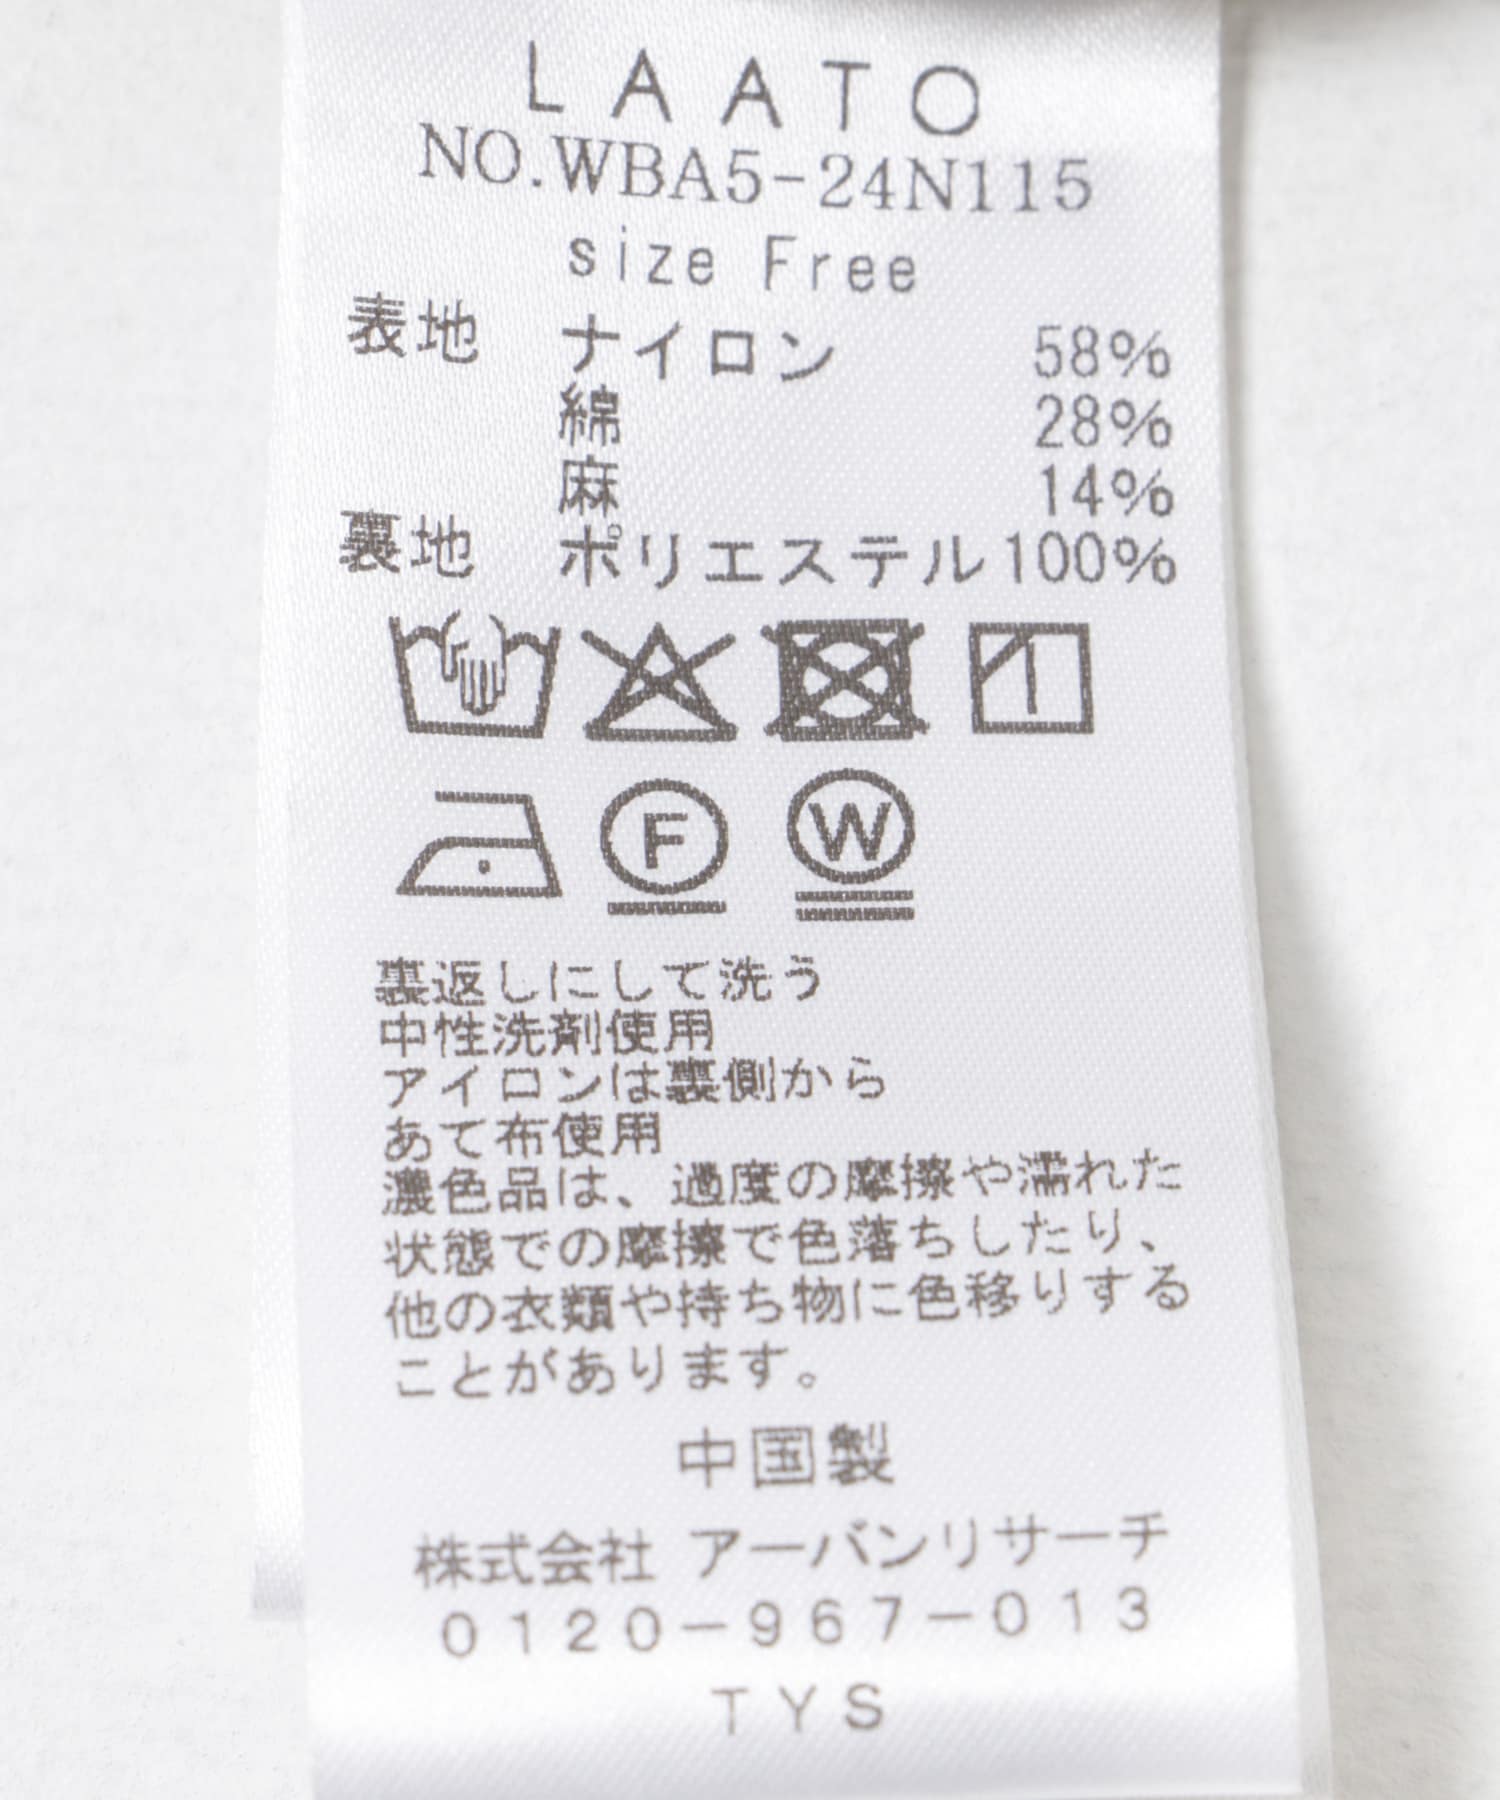 LAATO
NO.WBA5-24N115
size Free
表地 ナイロン 58%
綿 28%
麻 14%
裏地 ポリエステル100%
F W
裏返しにして洗う
中性洗剤使用
アイロンは裏側から
あて布使用
濃色品は、過度の摩擦や濡れた
状態での摩擦で色落ちしたり、
他の衣類や持ち物に色移りする
ことがあります。
中国製
株式会社 アーバンリサーチ
0120-967-013
TYS